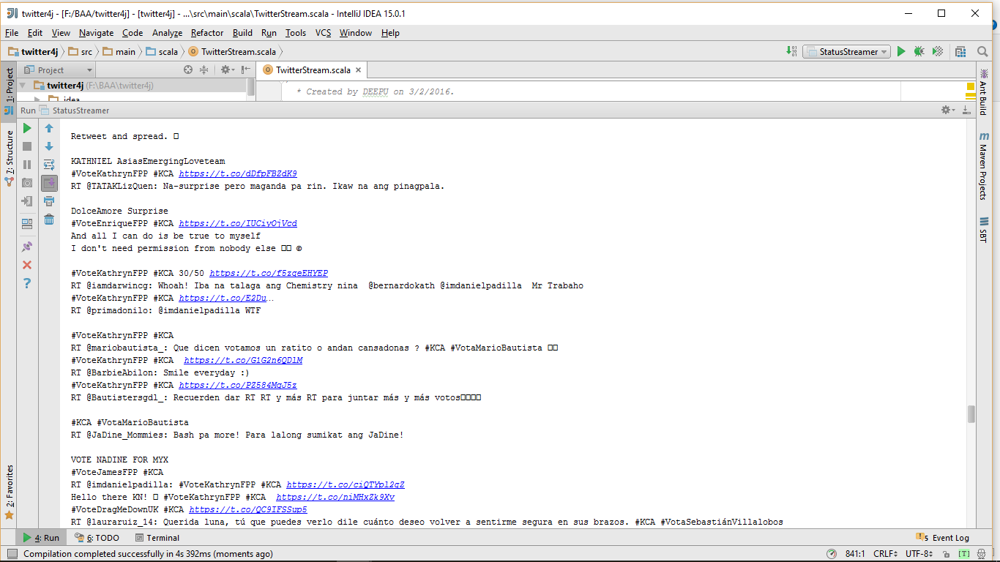 twitter4j - [F:/BAA/twitter4j] - [twitter4j] - ...\src\main\scala\TwitterStream.scala - IntelliJ IDEA 15.0.1
File Edit View Navigate Code Analyze Refactor Build Run Tools VCS Window Help
twitter4j src main scala TwitterStream.scala StatusStreamer
1: Project
7: Structure
2: Favorites
Project
TwitterStream.scala
twitter4j (F:\BAA\twitter4j)
.idea
* Created by DEEPU on 3/2/2016.
Ant Build
Maven Projects
SBT
Run StatusStreamer
Retweet and spread.
KATHNIEL AsiasEmergingLoveteam
#VoteKathrynFPP #KCA https://t.co/dDfpFBZdK9
RT @TATAKLizQuen: Na-surprise pero maganda pa rin. Ikaw na ang pinagpala.
DolceAmore Surprise
#VoteEnriqueFPP #KCA https://t.co/IUCiyOjVcd
And all I can do is be true to myself
I don't need permission from nobody else ©
#VoteKathrynFPP #KCA 30/50 https://t.co/f5zqeEHYEP
RT @iamdarwincg: Whoah! Iba na talaga ang Chemistry nina @bernardokath @imdanielpadilla Mr Trabaho
#VoteKathrynFPP #KCA https://t.co/E2Du…
RT @primadonilo: @imdanielpadilla WTF
#VoteKathrynFPP #KCA
RT @mariobautista_: Que dicen votamos un ratito o andan cansadonas ? #KCA #VotaMarioBautista
#VoteKathrynFPP #KCA https://t.co/G1G2n6QDlM
RT @BarbieAbilon: Smile everyday :)
#VoteKathrynFPP #KCA https://t.co/PZ584MqJ5z
RT @Bautistersgdl_: Recuerden dar RT RT y más RT para juntar más y más votos
#KCA #VotaMarioBautista
RT @JaDine_Mommies: Bash pa more! Para lalong sumikat ang JaDine!
VOTE NADINE FOR MYX
#VoteJamesFPP #KCA
RT @imdanielpadilla: #VoteKathrynFPP #KCA https://t.co/ciQTYpl2qZ
Hello there KN! #VoteKathrynFPP #KCA https://t.co/niMHxZk9Xv
#VoteDragMeDownUK #KCA https://t.co/QC9IFSSup5
RT @lauraruiz_14: Querida luna, tú que puedes verlo dile cuánto deseo volver a sentirme segura en sus brazos. #KCA #VotaSebastiánVillalobos
4: Run 6: TODO Terminal 5 Event Log
Compilation completed successfully in 4s 392ms (moments ago) 841:1 CRLF UTF-8 [T]